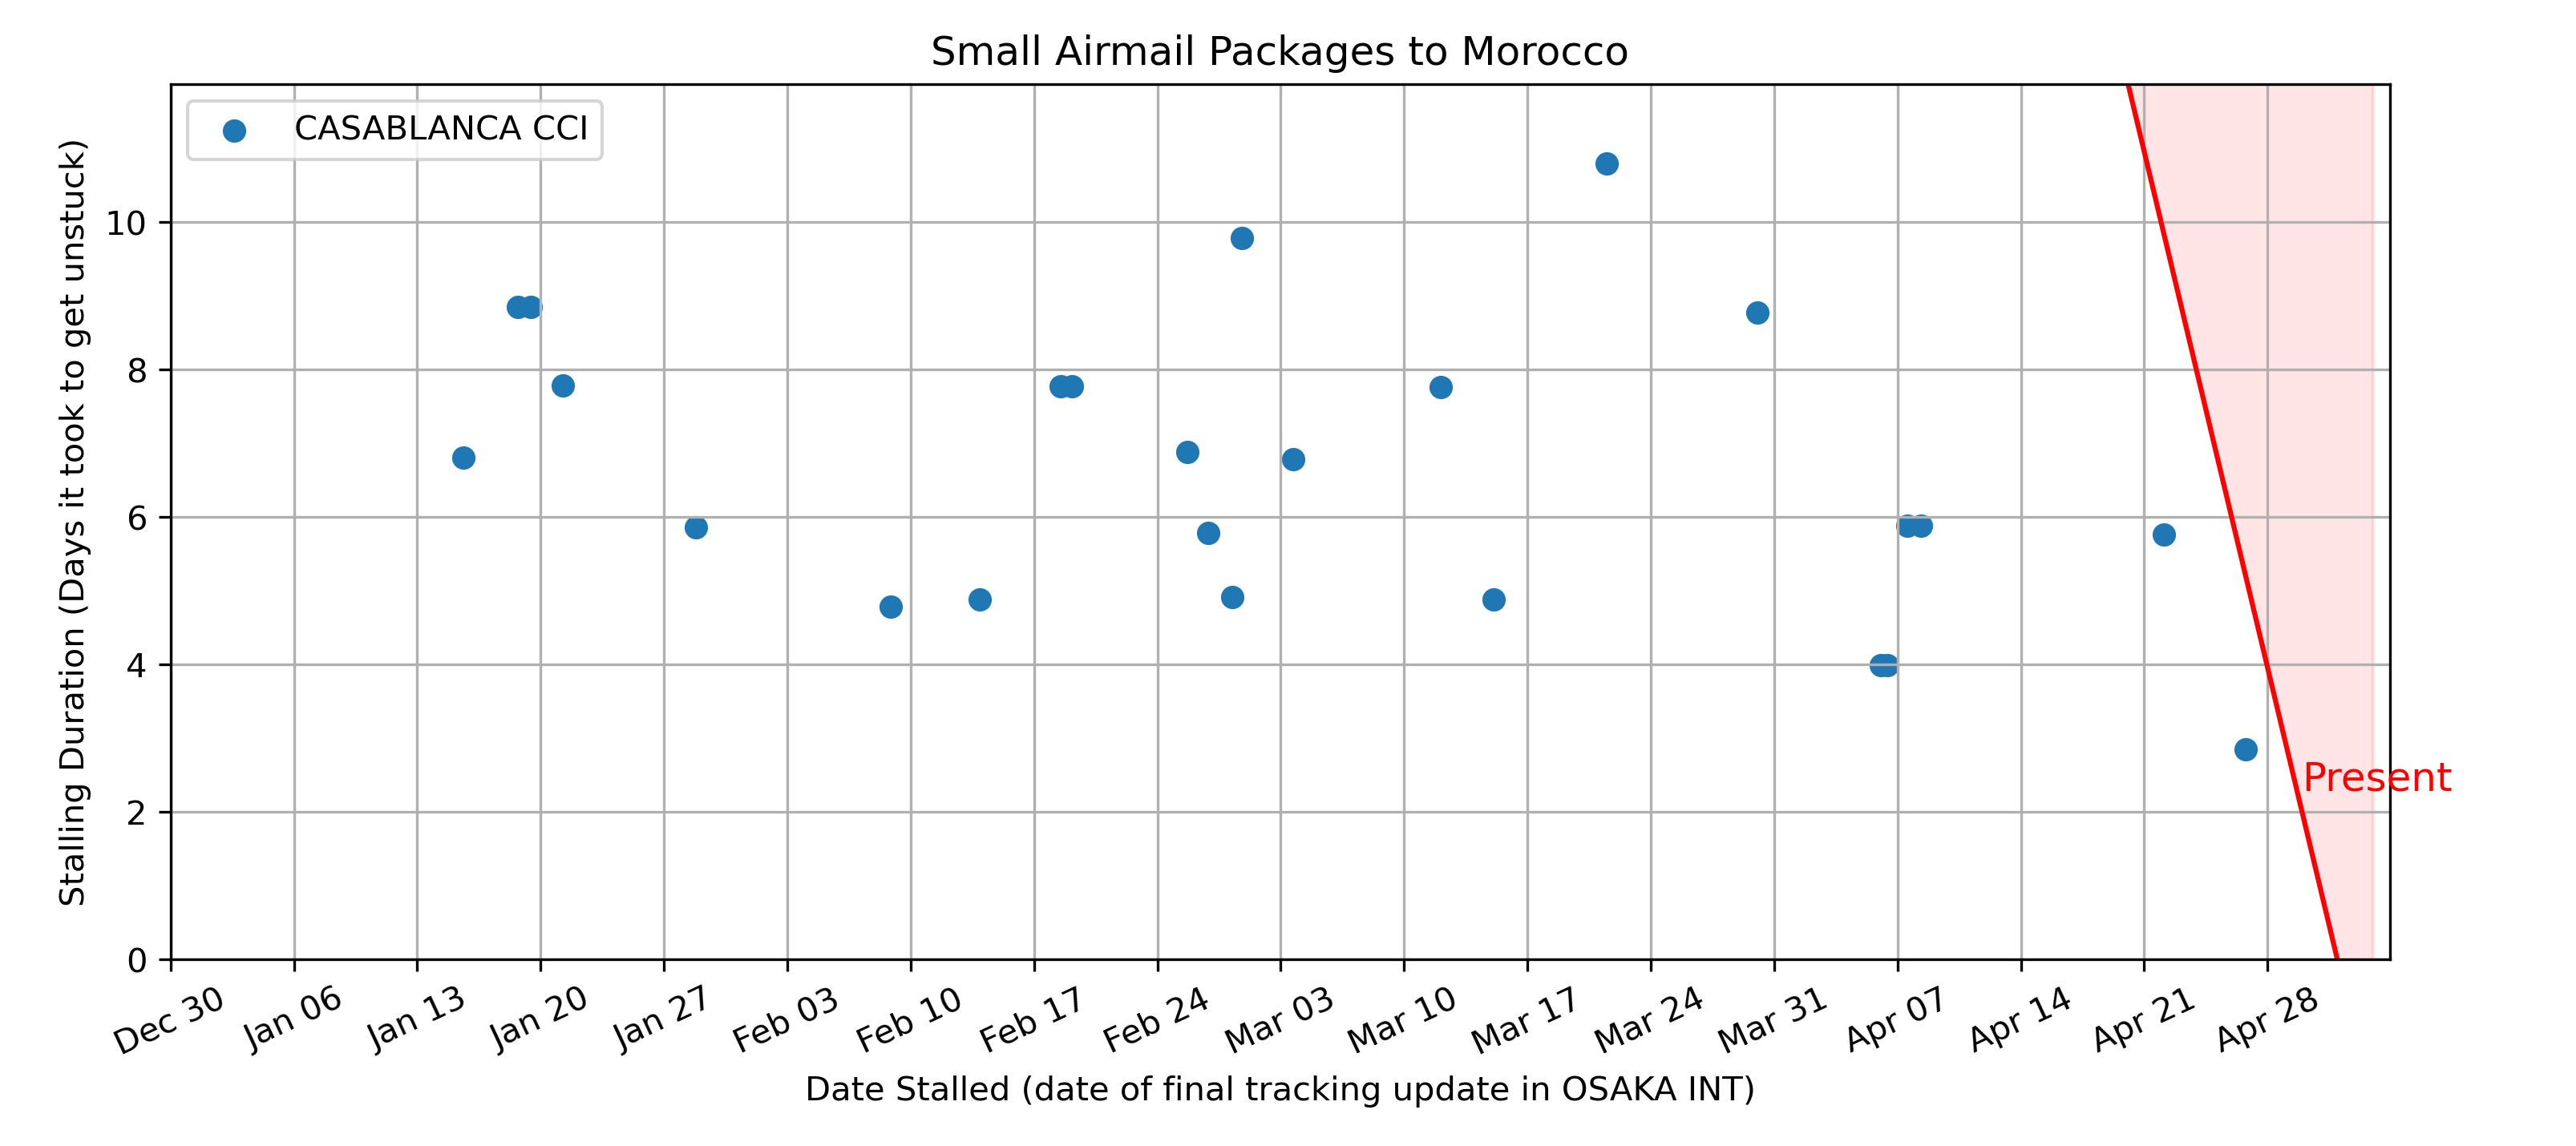 Small Airmail Packages to Morocco
CASABLANCA CCI
Stalling Duration (Days it took to get unstuck)
10
8
6
4
2
0
Present
Dec 30
Jan 06
Jan 13
Jan 20
Jan 27
Feb 03
Feb 10
Feb 17
Feb 24
Mar 03
Mar 10
Mar 17
Mar 24
Mar 31
Apr 07
Apr 14
Apr 21
Apr 28
Date Stalled (date of final tracking update in OSAKA INT)